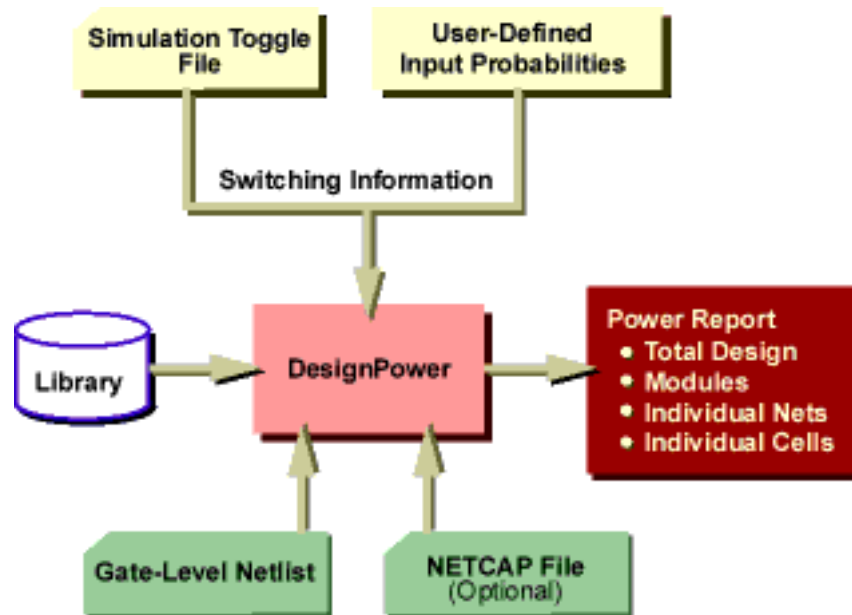 Simulation Toggle
File
User-Defined
Input Probabilities
Switching Information
Library
DesignPower
Power Report
• Total Design
• Modules
• Individual Nets
• Individual Cells
Gate-Level Netlist
NETCAP File
(Optional)